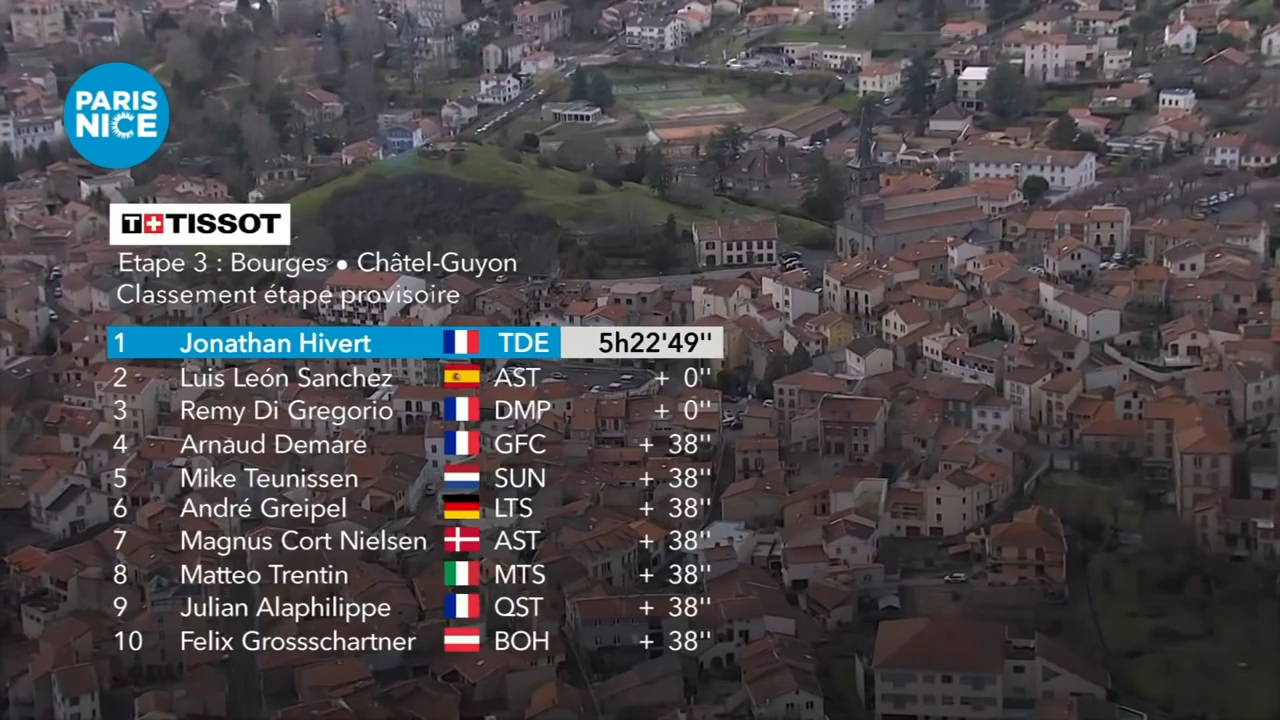 PARIS
NICE
T+TISSOT
Etape 3 : Bourges • Châtel-Guyon
Classement étape provisoire
1 Jonathan Hivert TDE 5h22'49''
2 Luis León Sanchez AST + 0''
3 Remy Di Gregorio DMP + 0''
4 Arnaud Demare GFC + 38''
5 Mike Teunissen SUN + 38''
6 André Greipel LTS + 38''
7 Magnus Cort Nielsen AST + 38''
8 Matteo Trentin MTS + 38''
9 Julian Alaphilippe QST + 38''
10 Felix Grossschartner BOH + 38''